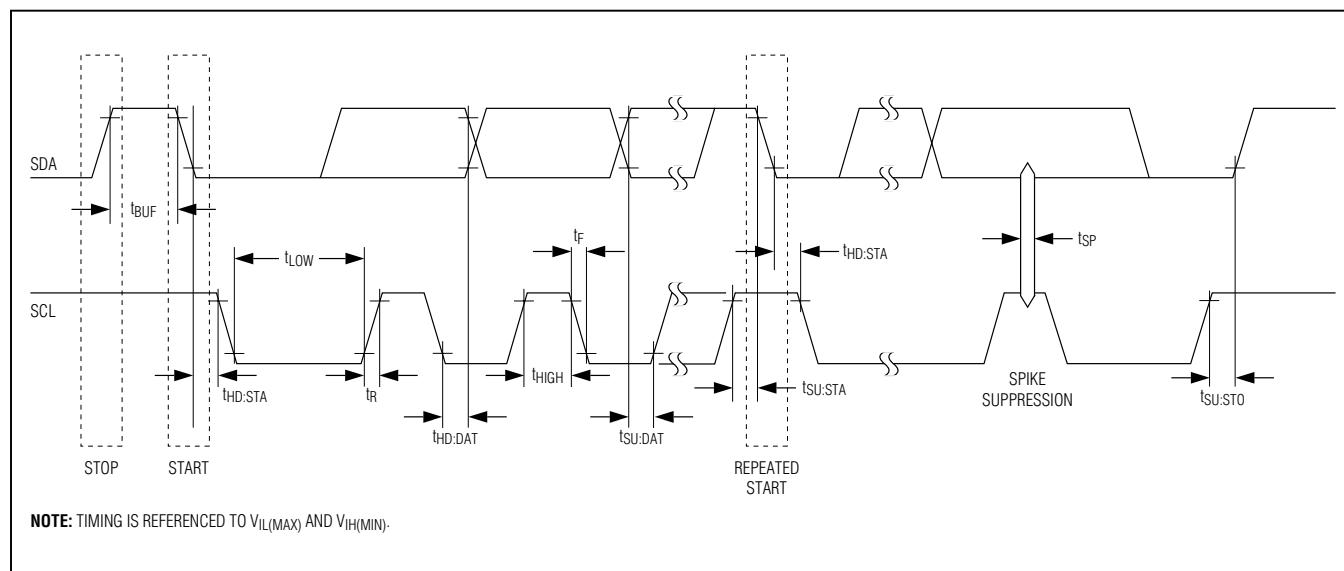 SDA
tBUF
tLOW
tF
tHD:STA
tSP
SCL
tHD:STA
tR
tHIGH
tHD:DAT
tSU:DAT
tSU:STA
SPIKE
SUPPRESSION
tSU:STO
STOP
START
REPEATED
START
NOTE: TIMING IS REFERENCED TO VIL(MAX) AND VIH(MIN).